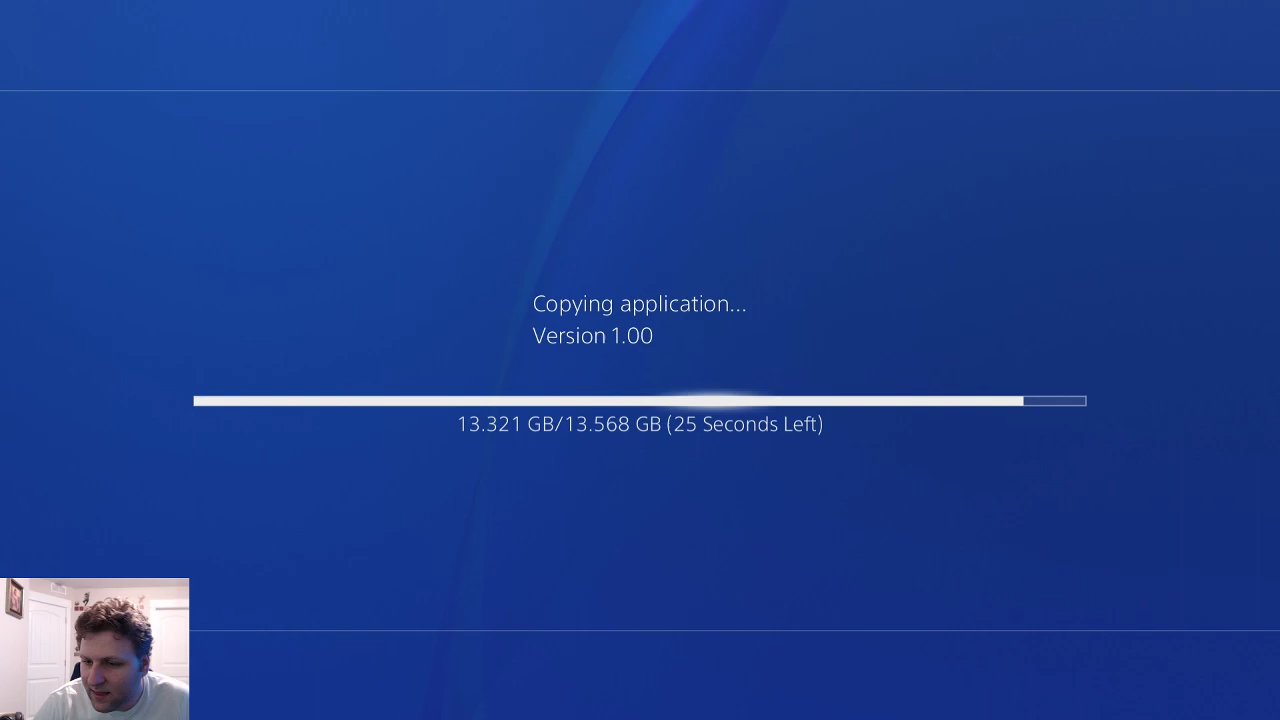 Copying application...
Version 1.00
13.321 GB/13.568 GB (25 Seconds Left)